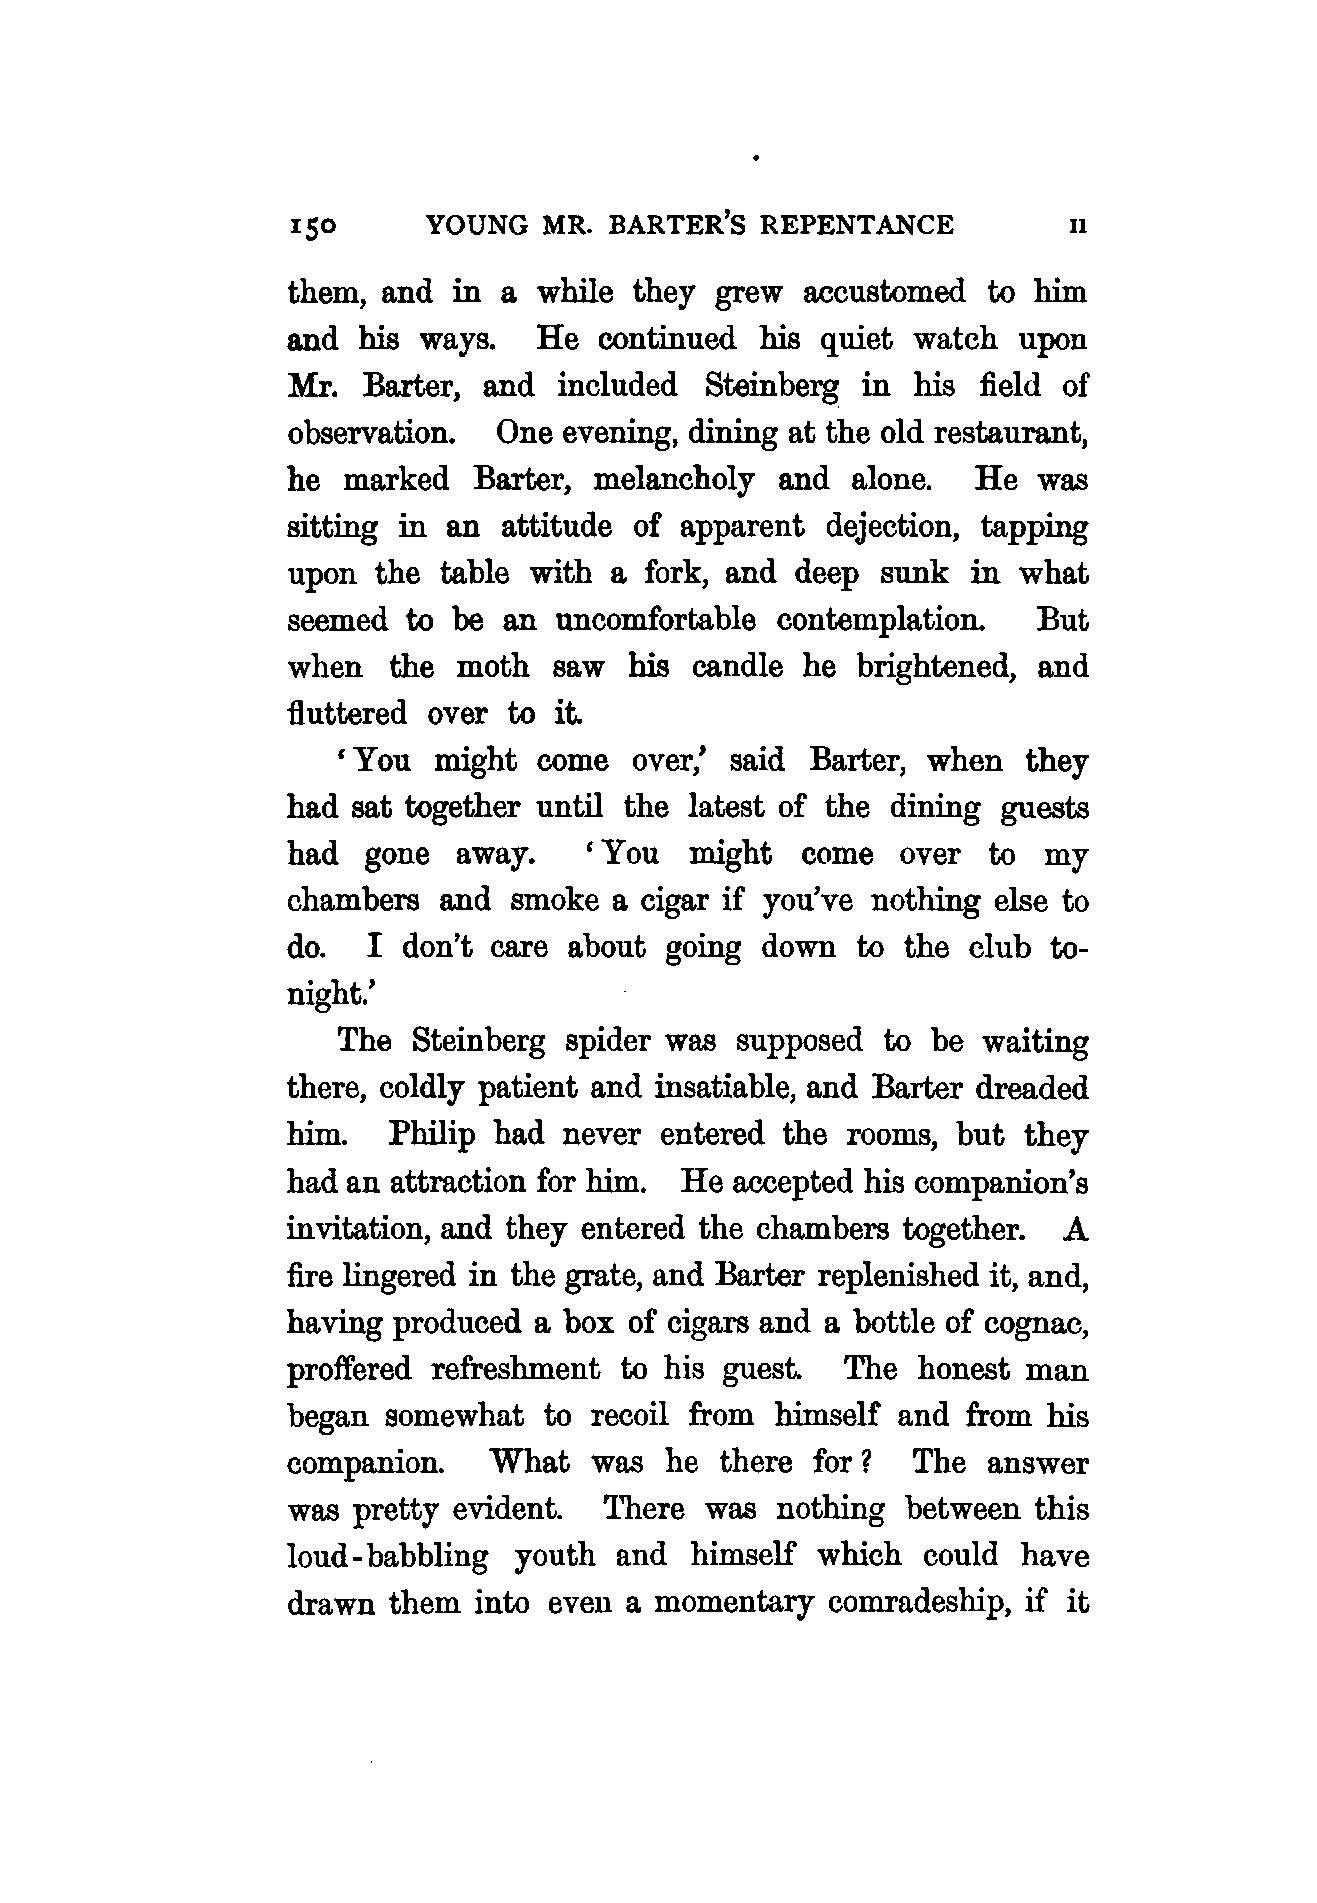 150 YOUNG MR. BARTER'S REPENTANCE II
them, and in a while they grew accustomed to him
and his ways. He continued his quiet watch upon
Mr. Barter, and included Steinberg in his field of
observation. One evening, dining at the old restaurant,
he marked Barter, melancholy and alone. He was
sitting in an attitude of apparent dejection, tapping
upon the table with a fork, and deep sunk in what
seemed to be an uncomfortable contemplation. But
when the moth saw his candle he brightened, and
fluttered over to it.
‘You might come over,’ said Barter, when they
had sat together until the latest of the dining guests
had gone away. ‘You might come over to my
chambers and smoke a cigar if you've nothing else to
do. I don't care about going down to the club to-
night.’
The Steinberg spider was supposed to be waiting
there, coldly patient and insatiable, and Barter dreaded
him. Philip had never entered the rooms, but they
had an attraction for him. He accepted his companion's
invitation, and they entered the chambers together. A
fire lingered in the grate, and Barter replenished it, and,
having produced a box of cigars and a bottle of cognac,
proffered refreshment to his guest. The honest man
began somewhat to recoil from himself and from his
companion. What was he there for? The answer
was pretty evident. There was nothing between this
loud-babbling youth and himself which could have
drawn them into even a momentary comradeship, if it